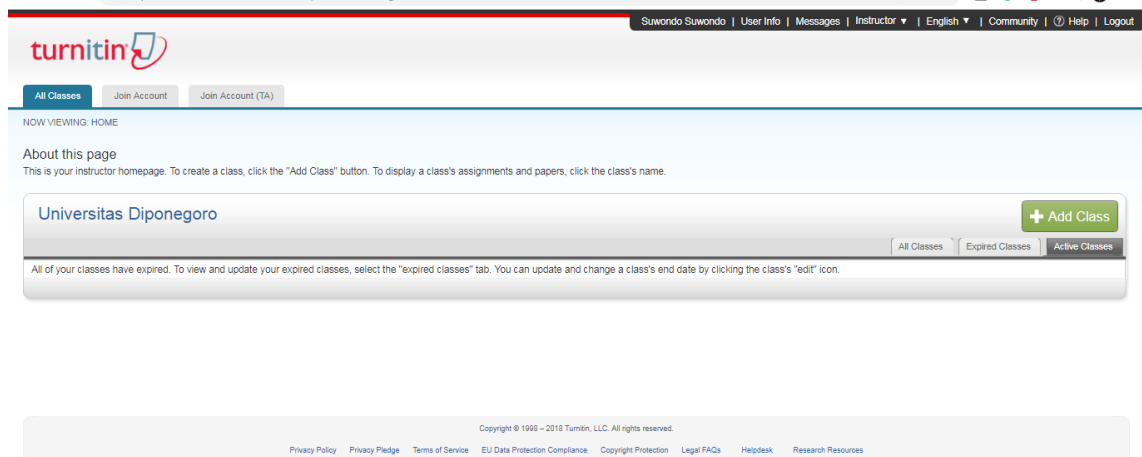 Suwondo Suwondo | User Info | Messages | Instructor ▼ | English ▼ | Community | ? Help | Logout
turnitin
All Classes Join Account Join Account (TA)
NOW VIEWING: HOME
About this page
This is your instructor homepage. To create a class, click the "Add Class" button. To display a class's assignments and papers, click the class's name.
Universitas Diponegoro
+ Add Class
All Classes Expired Classes Active Classes
All of your classes have expired. To view and update your expired classes, select the "expired classes" tab. You can update and change a class's end date by clicking the class's "edit" icon.
Copyright © 1998 – 2018 Turnitin, LLC. All rights reserved.
Privacy Policy Privacy Pledge Terms of Service EU Data Protection Compliance Copyright Protection Legal FAQs Helpdesk Research Resources